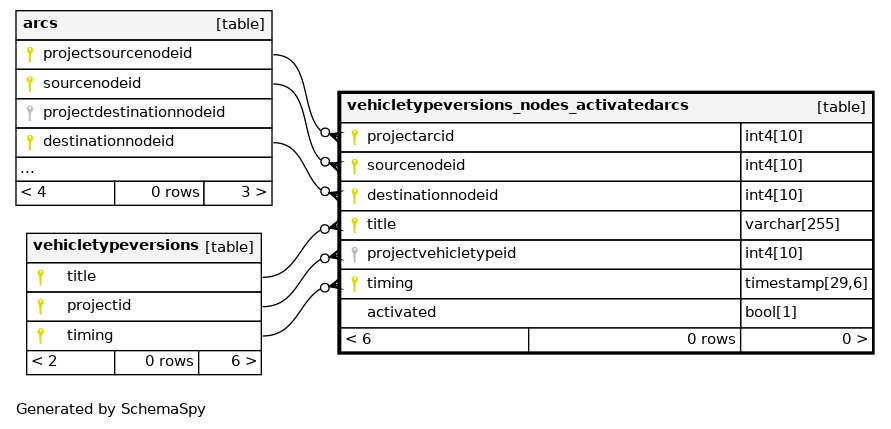 arcs [table]
projectsourcenodeid
sourcenodeid
projectdestinationnodeid
destinationnodeid
...
< 4 0 rows 3 >
vehicletypeversions [table]
title
projectid
timing
< 2 0 rows 6 >
vehicletypeversions_nodes_activatedarcs [table]
projectarcid int4[10]
sourcenodeid int4[10]
destinationnodeid int4[10]
title varchar[255]
projectvehicletypeid int4[10]
timing timestamp[29,6]
activated bool[1]
< 6 0 rows 0 >
Generated by SchemaSpy